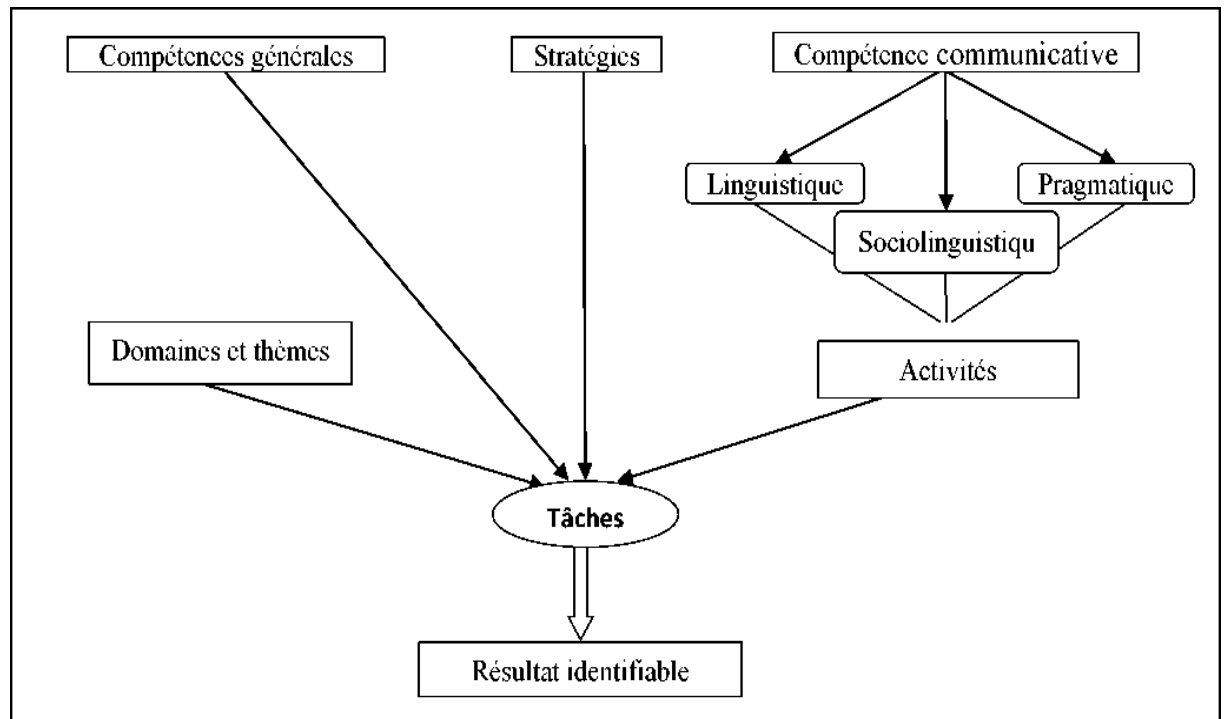 Compétences générales
Stratégies
Compétence communicative
Linguistique
Pragmatique
Sociolinguistiqu
Domaines et thèmes
Activités
Tâches
Résultat identifiable